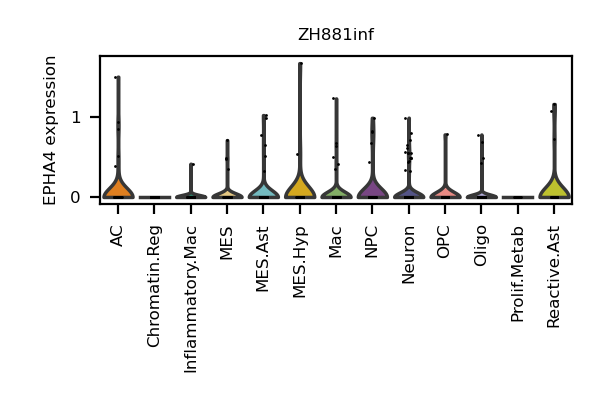 ZH881inf
EPHA4 expression
1
0
AC
Chromatin.Reg
Inflammatory.Mac
MES
MES.Ast
MES.Hyp
Mac
NPC
Neuron
OPC
Oligo
Prolif.Metab
Reactive.Ast